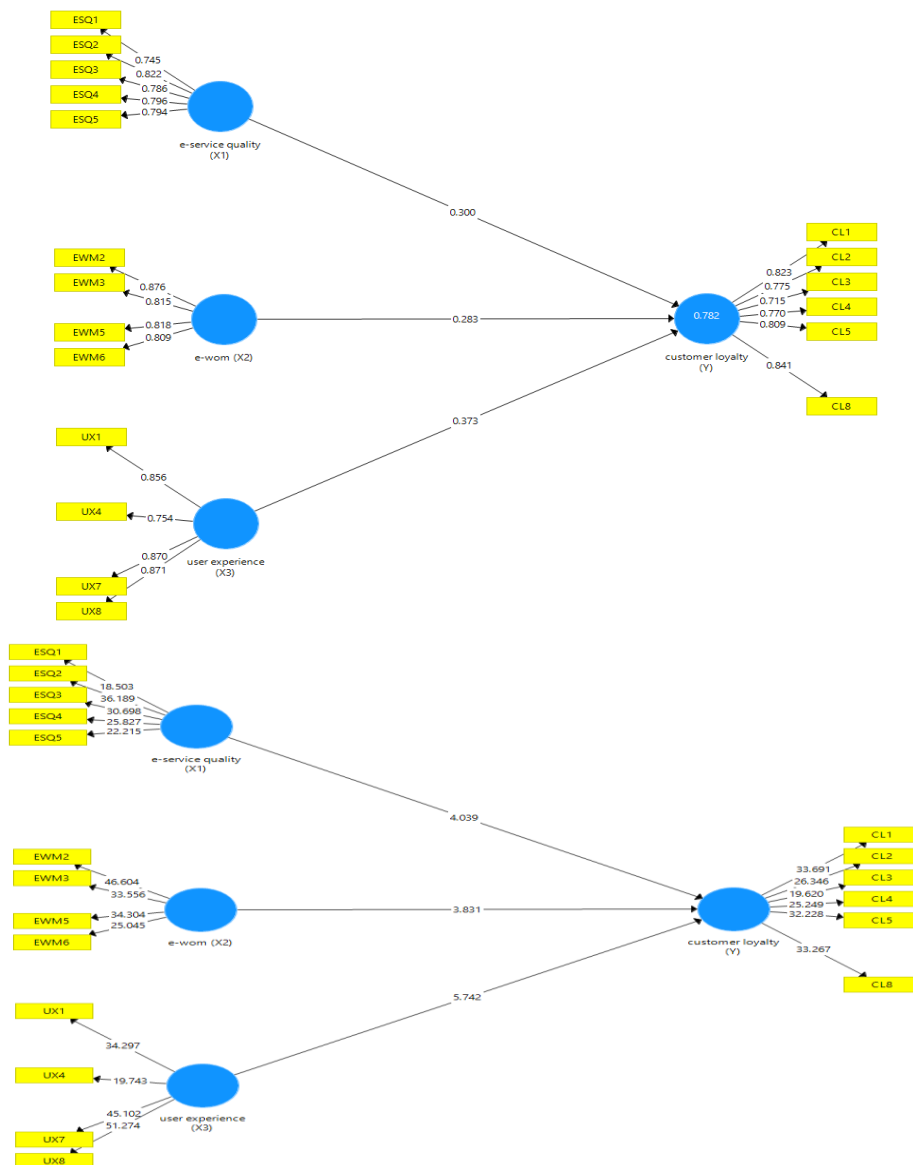 ESQ1
ESQ2
ESQ3
ESQ4
ESQ5
0.745
0.822
0.786
0.796
0.794
e-service quality
(X1)
0.300
EWM2
EWM3
EWM5
EWM6
0.876
0.815
0.818
0.809
e-wom (X2)
0.283
UX1
UX4
UX7
UX8
0.856
0.754
0.870
0.871
user experience
(X3)
0.373
0.782
customer loyalty
(Y)
0.823
0.775
0.715
0.770
0.809
0.841
CL1
CL2
CL3
CL4
CL5
CL8
ESQ1
ESQ2
ESQ3
ESQ4
ESQ5
18.503
36.189
30.698
25.827
22.215
e-service quality
(X1)
4.039
EWM2
EWM3
EWM5
EWM6
46.604
33.556
34.304
25.045
e-wom (X2)
3.831
UX1
UX4
UX7
UX8
34.297
19.743
45.102
51.274
user experience
(X3)
5.742
customer loyalty
(Y)
33.691
26.346
19.620
25.249
32.228
33.267
CL1
CL2
CL3
CL4
CL5
CL8